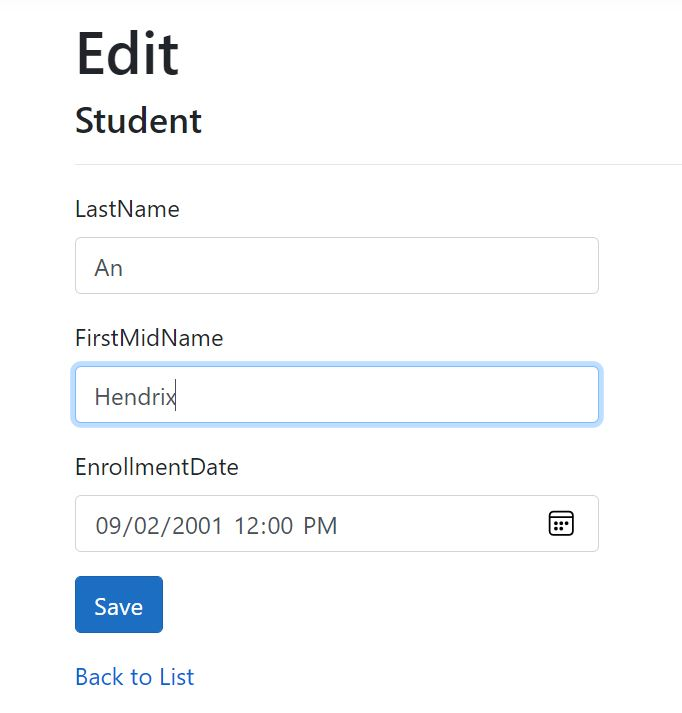 Edit
Student
LastName
An
FirstMidName
Hendrix
EnrollmentDate
09/02/2001 12:00 PM
Save
Back to List